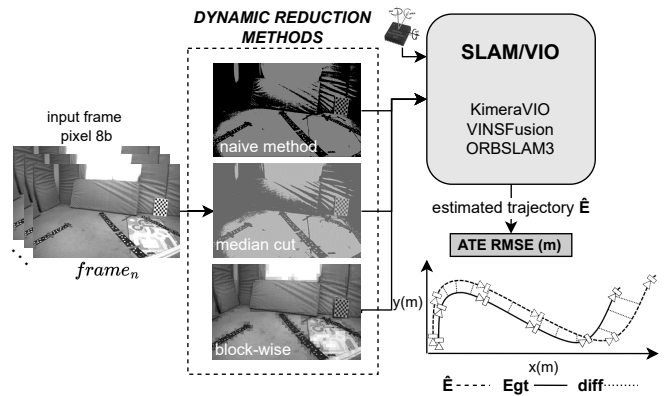 DYNAMIC REDUCTION
METHODS
input frame
pixel 8b
frame_n
naive method
median cut
block-wise
SLAM/VIO
KimeraVIO
VINSFusion
ORBSLAM3
estimated trajectory Ê
ATE RMSE (m)
y(m)
x(m)
Ê Egt diff